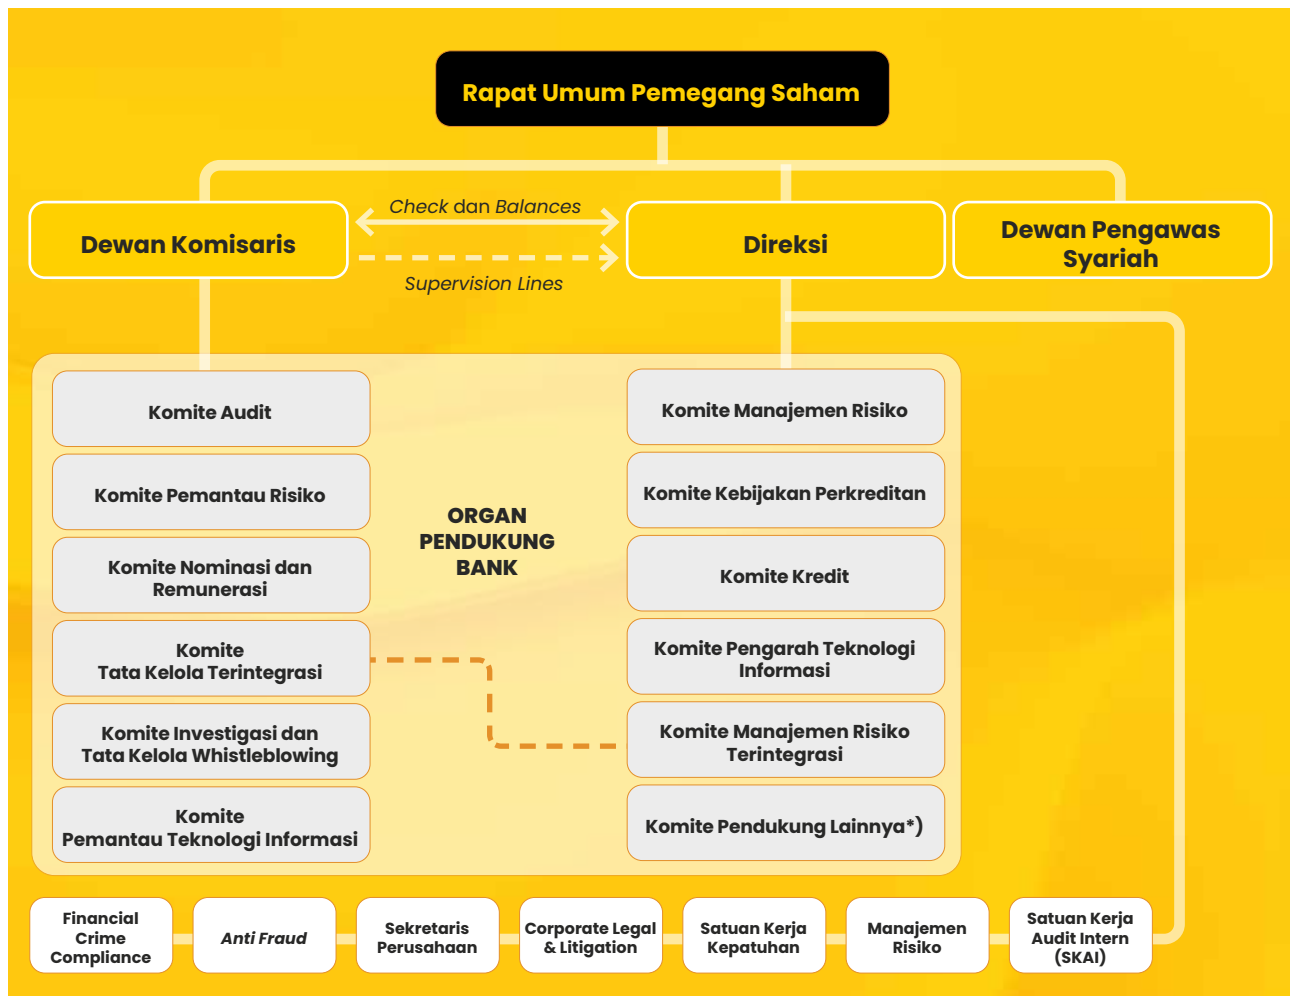 Rapat Umum Pemegang Saham
Check dan Balances
Dewan Komisaris
Direksi
Dewan Pengawas
Syariah
Supervision Lines
Komite Audit
Komite Pemantau Risiko
Komite Nominasi dan
Remunerasi
Komite
Tata Kelola Terintegrasi
Komite Investigasi dan
Tata Kelola Whistleblowing
Komite
Pemantau Teknologi Informasi
ORGAN
PENDUKUNG
BANK
Komite Manajemen Risiko
Komite Kebijakan Perkreditan
Komite Kredit
Komite Pengarah Teknologi
Informasi
Komite Manajemen Risiko
Terintegrasi
Komite Pendukung Lainnya*)
Financial
Crime
Compliance
Anti Fraud
Sekretaris
Perusahaan
Corporate Legal
& Litigation
Satuan Kerja
Kepatuhan
Manajemen
Risiko
Satuan Kerja
Audit Intern
(SKAI)